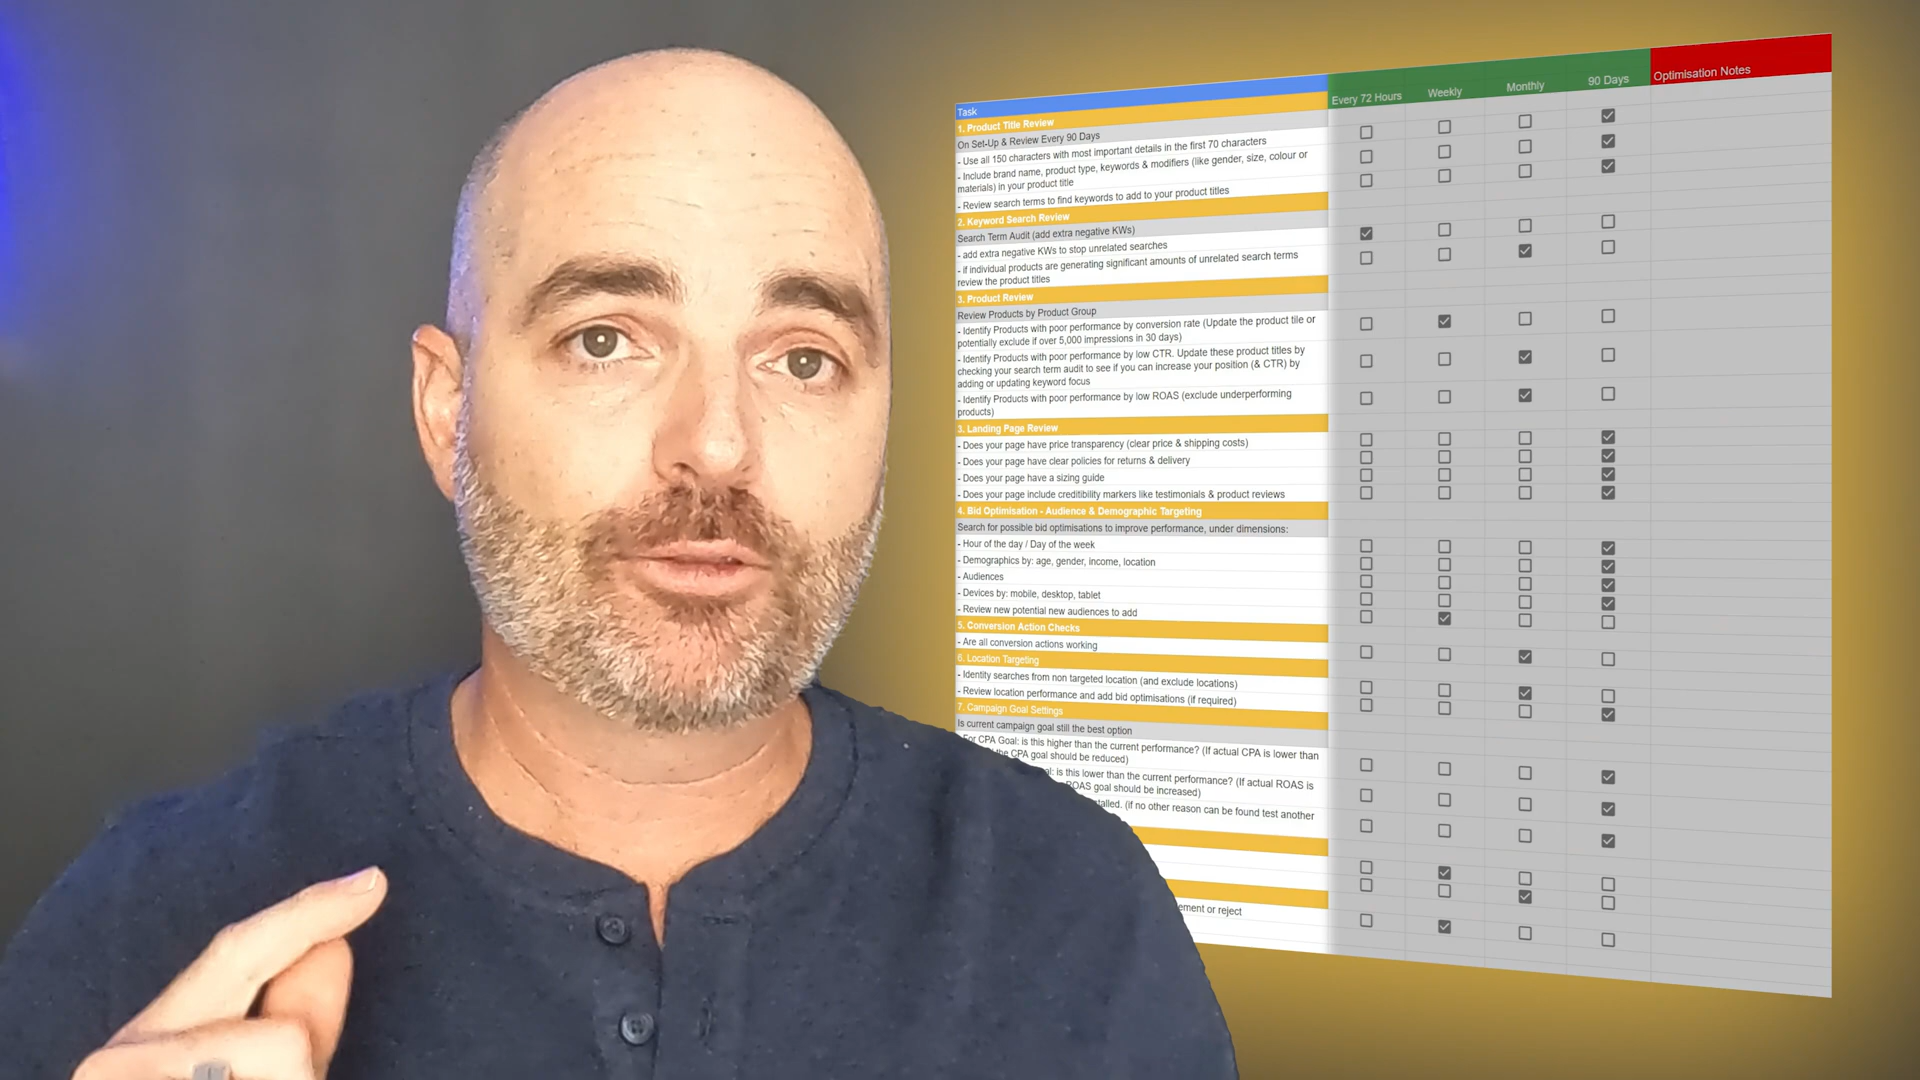 Task
Every 72 Hours
Weekly
Monthly
90 Days
Optimisation Notes
1. Product Title Review
On Set-Up & Review Every 90 Days
- Use all 150 characters with most important details in the first 70 characters
- Include brand name, product type, keywords & modifiers (like gender, size, colour or
materials) in your product title
- Review search terms to find keywords to add to your product titles
2. Keyword Search Review
Search Term Audit (add extra negative KWs)
- add extra negative KWs to stop unrelated searches
- if individual products are generating significant amounts of unrelated search terms
review the product titles
3. Product Review
Review Products by Product Group
- Identify Products with poor performance by conversion rate (Update the product tile or
potentially exclude if over 5,000 impressions in 30 days)
- Identify Products with poor performance by low CTR. Update these product titles by
checking your search term audit to see if you can increase your position (& CTR) by
adding or updating keyword focus
- Identify Products with poor performance by low ROAS (exclude underperforming
products)
3. Landing Page Review
- Does your page have price transparency (clear price & shipping costs)
- Does your page have clear policies for returns & delivery
- Does your page have a sizing guide
- Does your page include creditibility markers like testimonials & product reviews
4. Bid Optimisation - Audience & Demographic Targeting
Search for possible bid optimisations to improve performance, under dimensions:
- Hour of the day / Day of the week
- Demographics by: age, gender, income, location
- Audiences
- Devices by: mobile, desktop, tablet
- Review new potential new audiences to add
5. Conversion Action Checks
- Are all conversion actions working
6. Location Targeting
- Identity searches from non targeted location (and exclude locations)
- Review location performance and add bid optimisations (if required)
7. Campaign Goal Settings
Is current campaign goal still the best option
For CPA Goal: is this higher than the current performance? (If actual CPA is lower than
the CPA goal should be reduced)
is this lower than the current performance? (If actual ROAS is
ROAS goal should be increased)
(if no other reason can be found test another
or reject